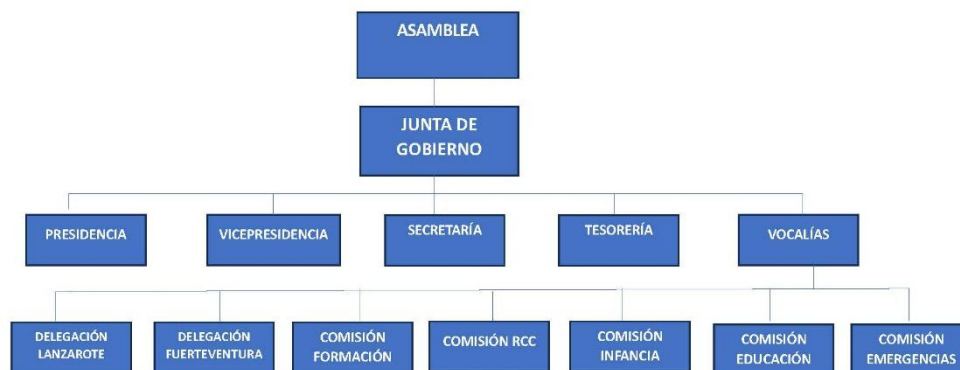 ASAMBLEA
JUNTA DE
GOBIERNO
PRESIDENCIA
VICEPRESIDENCIA
SECRETARÍA
TESORERÍA
VOCALÍAS
DELEGACIÓN
LANZAROTE
DELEGACIÓN
FUERTEVENTURA
COMISIÓN
FORMACIÓN
COMISIÓN RCC
COMISIÓN
INFANCIA
COMISIÓN
EDUCACIÓN
COMISIÓN
EMERGENCIAS